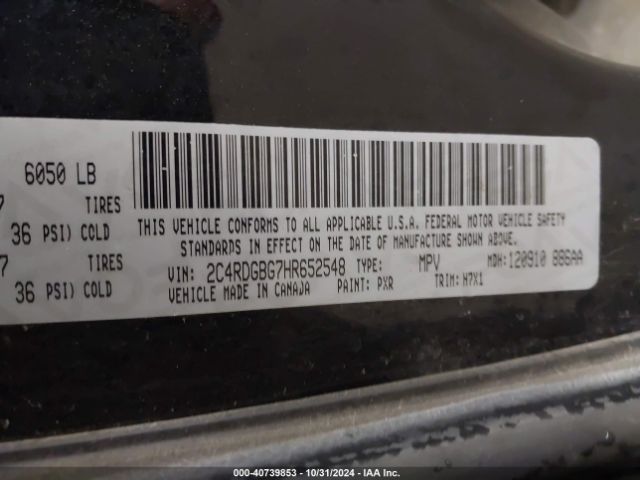 6050 LB
7 TIRES
36 PSI) COLD
7 TIRES
36 PSI) COLD
THIS VEHICLE CONFORMS TO ALL APPLICABLE U.S.A. FEDERAL MOTOR VEHICLE SAFETY
STANDARDS IN EFFECT ON THE DATE OF MANUFACTURE SHOWN ABOVE.
VIN: 2C4RDGBG7HR652548 TYPE: MPV MDH:120910 886AA
VEHICLE MADE IN CANADA PAINT: PXR TRIM: H7X1
© - 40739853 - 10/31/2024 - IAA Inc.